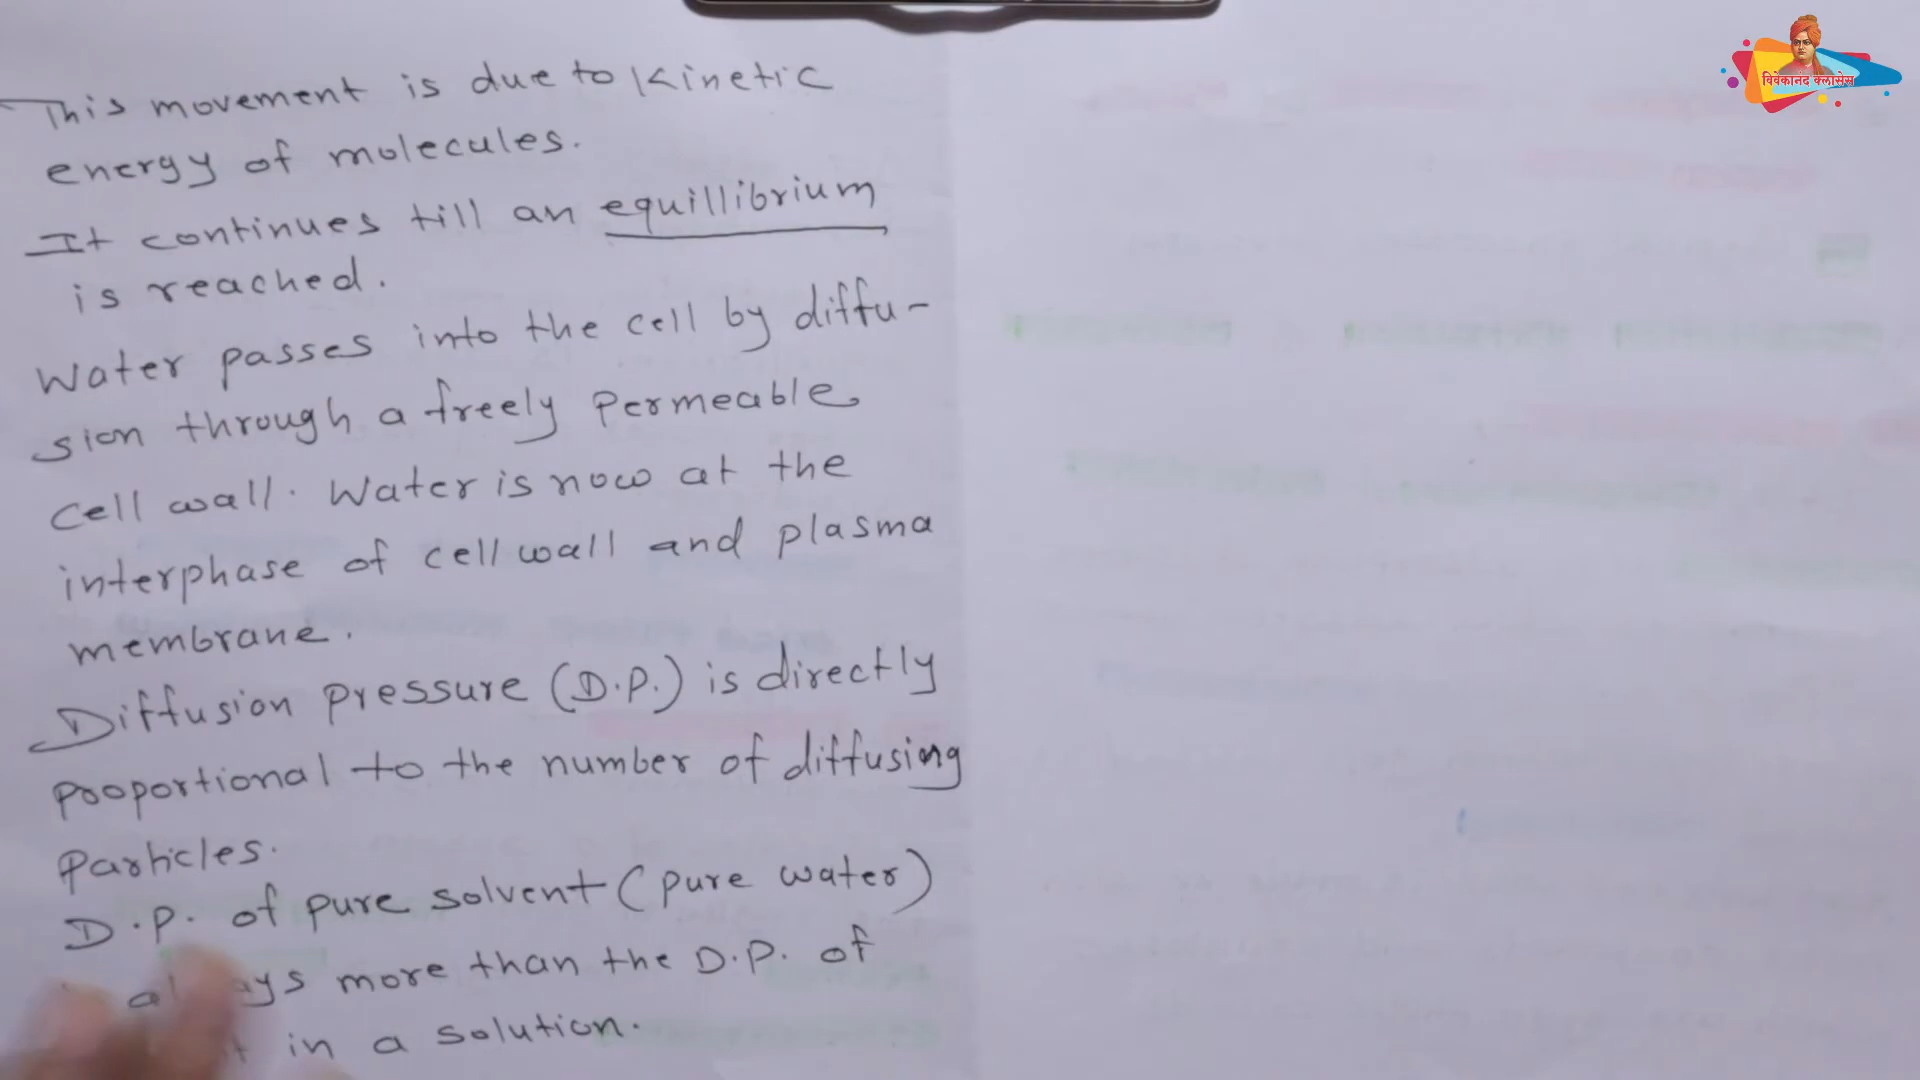 This movement is due to kinetic
energy of molecules.
It continues till an equillibrium
is reached.
Water passes into the cell by diffu-
sion through a freely permeable
cell wall. Water is now at the
interphase of cell wall and plasma
membrane.
Diffusion pressure (D.P.) is directly
proportional to the number of diffusing
particles.
D.P. of pure solvent (pure water)
more than the D.P. of
in a solution.
विवेकानंद क्लासेस